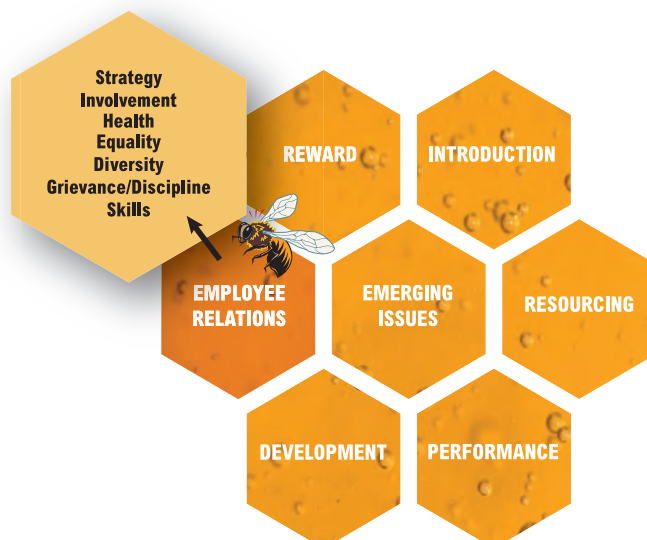 Strategy
Involvement
Health
Equality
Diversity
Grievance/Discipline
Skills
REWARD
INTRODUCTION
EMPLOYEE
RELATIONS
EMERGING
ISSUES
RESOURCING
DEVELOPMENT
PERFORMANCE